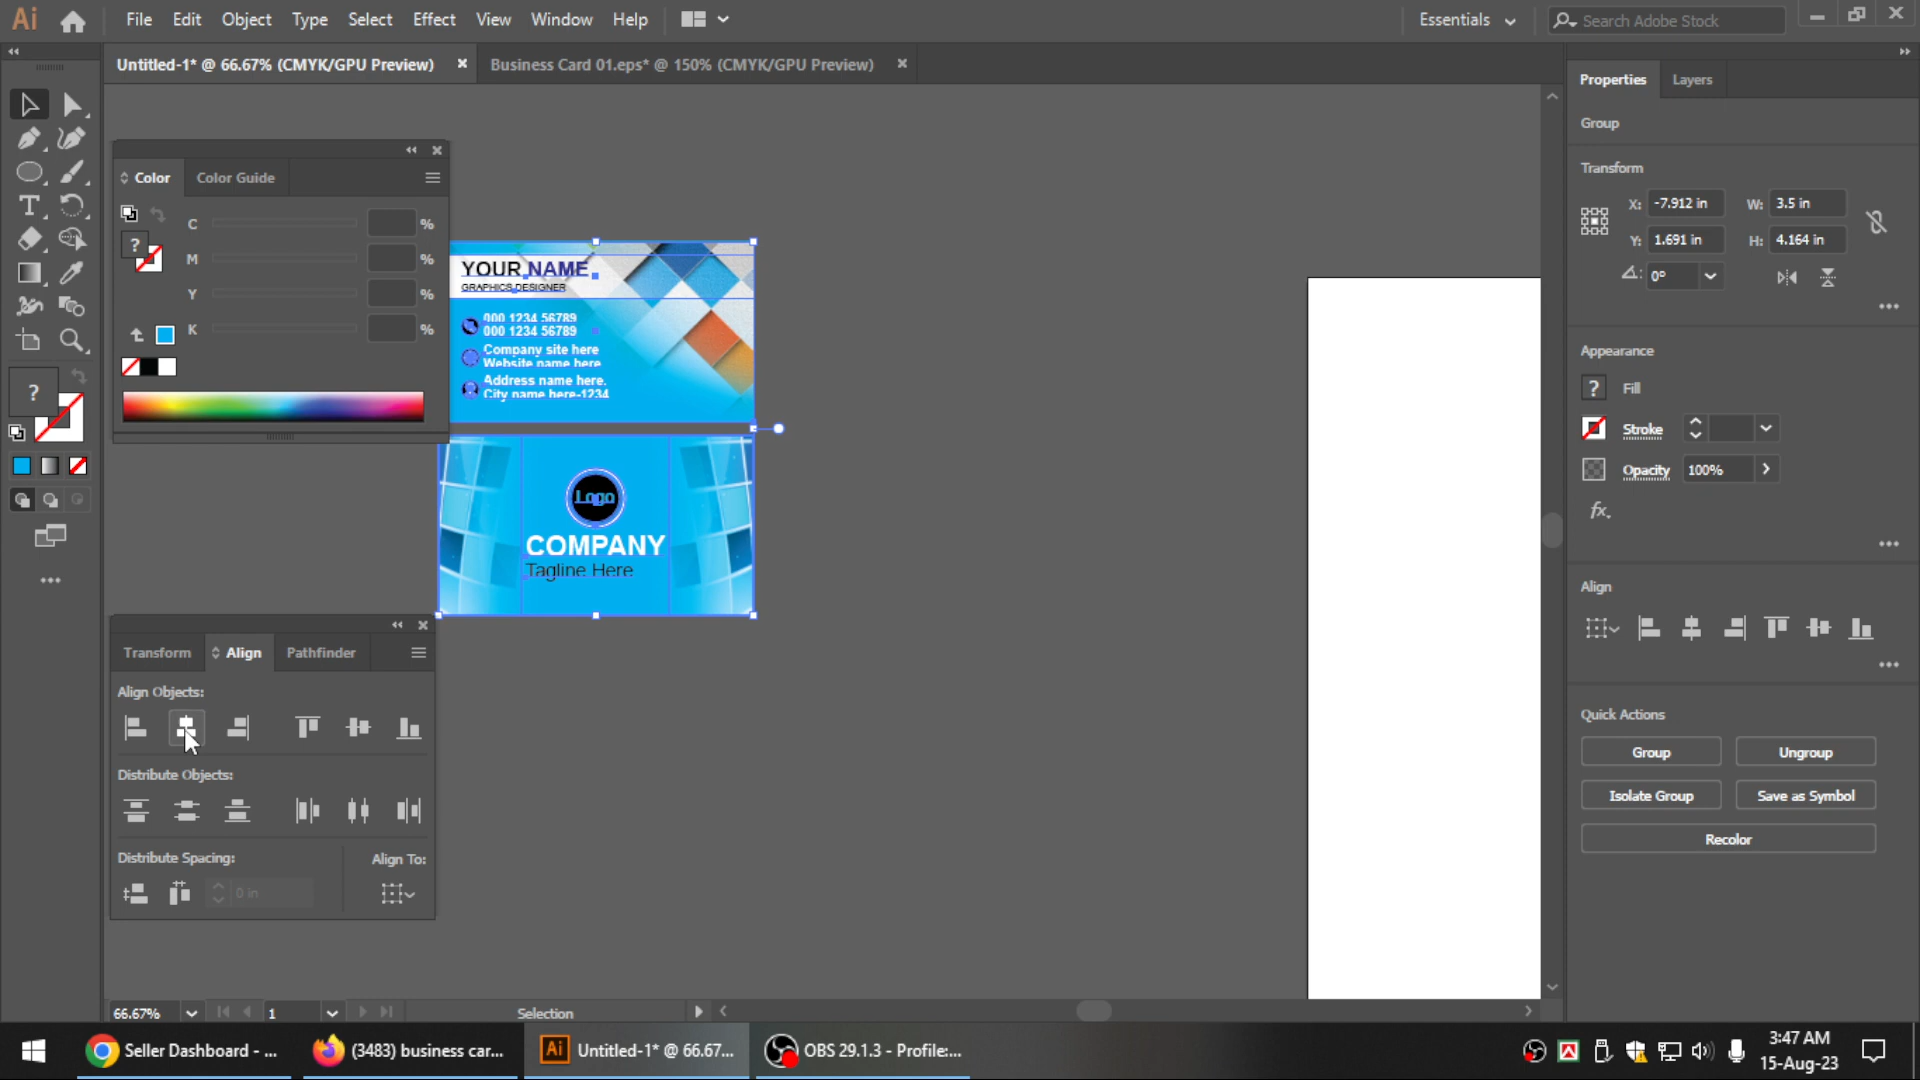 Ai File Edit Object Type Select Effect View Window Help Essentials Search Adobe Stock
Untitled-1* @ 66.67% (CMYK/GPU Preview) Business Card 01.eps* @ 150% (CMYK/GPU Preview)
Color Color Guide
C %
M %
Y %
K %
YOUR NAME
GRAPHICS DESIGNER
000 1234 56789
000 1234 56789
Company site here
Website name here
Address name here.
City name here-1234
Logo
COMPANY
Tagline Here
?
?
Transform Align Pathfinder
Align Objects:
Distribute Objects:
Distribute Spacing: Align To:
0 in
Properties Layers
Group
Transform
X: -7.912 in W: 3.5 in
Y: 1.691 in H: 4.164 in
0°
Appearance
? Fill
Stroke
Opacity 100%
fx.
Align
Quick Actions
Group Ungroup
Isolate Group Save as Symbol
Recolor
66.67% 1 Selection
Seller Dashboard - ... (3483) business car... Ai Untitled-1* @ 66.67... OBS 29.1.3 - Profile:...
3:47 AM
15-Aug-23